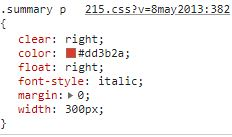 .summary p 215.css?v=8may2013:382
{
clear: right;
color: #dd3b2a;
float: right;
font-style: italic;
margin: 0;
width: 300px;
}